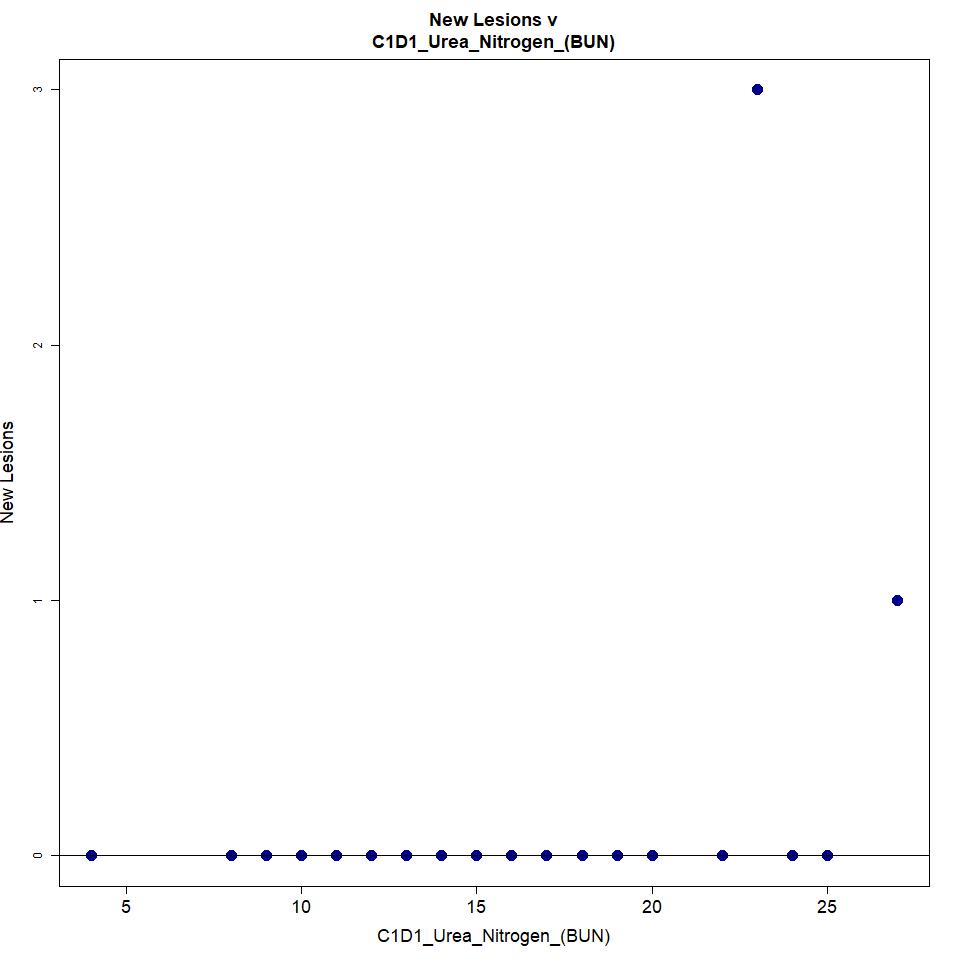 New Lesions v
C1D1_Urea_Nitrogen_(BUN)
3
2
1
0
New Lesions
5 10 15 20 25
C1D1_Urea_Nitrogen_(BUN)